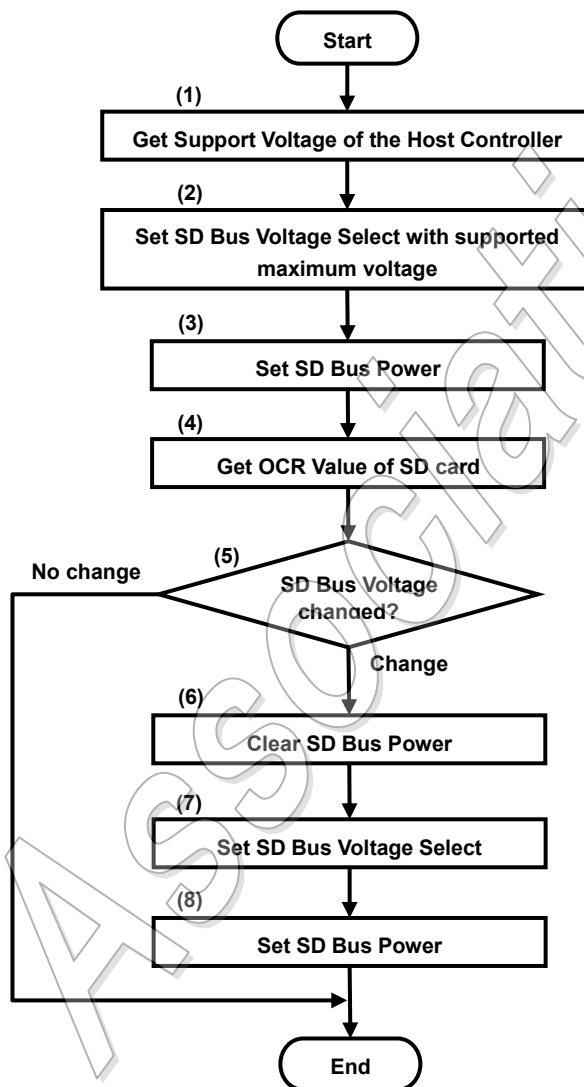 Start
(1)
Get Support Voltage of the Host Controller
(2)
Set SD Bus Voltage Select with supported
maximum voltage
(3)
Set SD Bus Power
(4)
Get OCR Value of SD card
(5)
No change
SD Bus Voltage
changed?
Change
(6)
Clear SD Bus Power
(7)
Set SD Bus Voltage Select
(8)
Set SD Bus Power
End
Associati